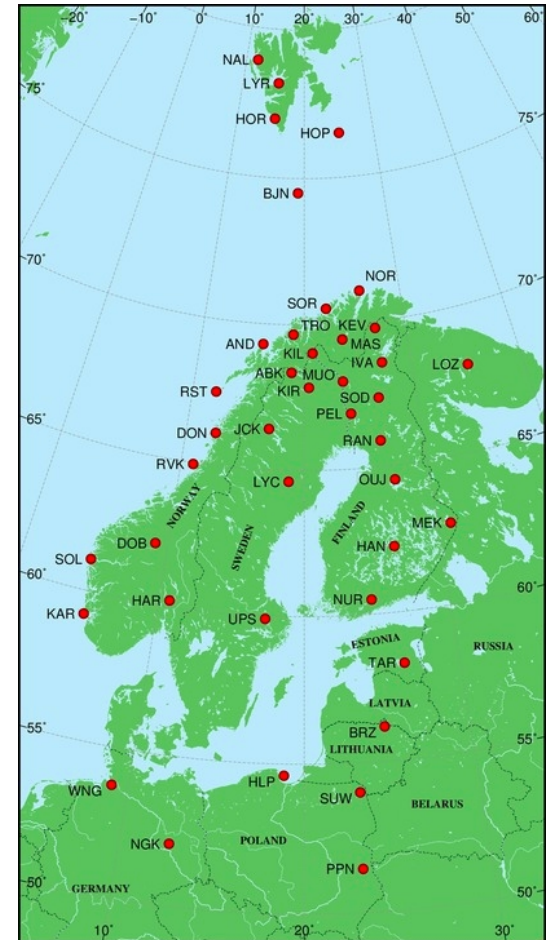 −20° −10° 0° 10° 20° 30° 40° 50° 60°
NAL
LYR
75°
75°
HOR
HOP
BJN
70°
70°
NOR
SOR
TRO
KEV
AND
MAS
KIL
IVA
ABK
MUO
LOZ
RST
KIR
SOD
PEL
65°
JCK
65°
DON
RAN
RVK
LYC
OUJ
NORWAY
FINLAND
MEK
SWEDEN
DOB
HAN
SOL
60°
60°
HAR
NUR
KAR
UPS
ESTONIA
RUSSIA
TAR
LATVIA
55°
BRZ
55°
LITHUANIA
HLP
WNG
SUW
BELARUS
NGK
POLAND
PPN
50°
GERMANY
50°
10° 20° 30°